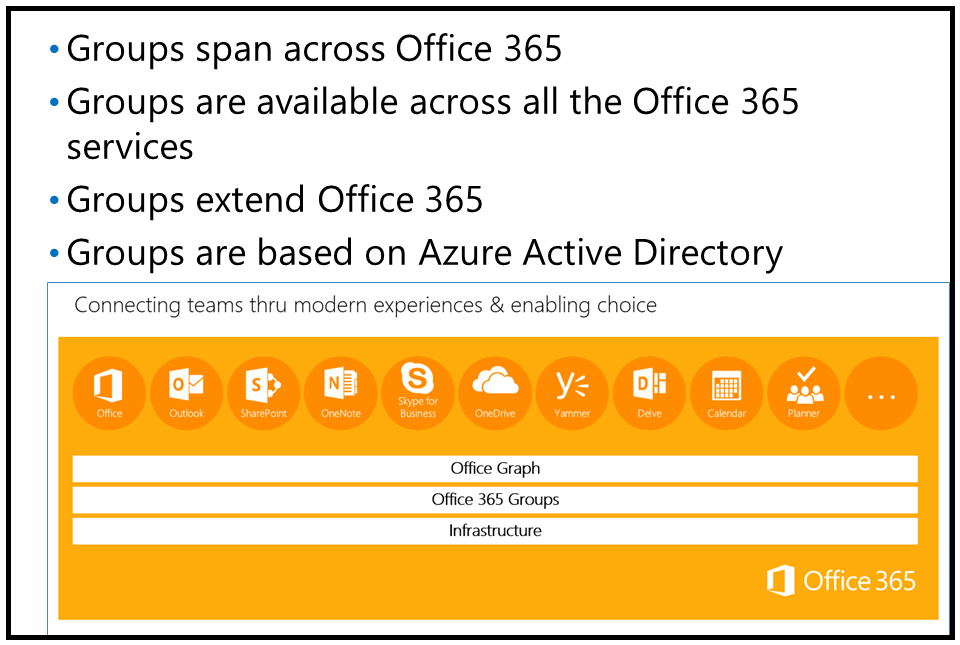 • Groups span across Office 365
• Groups are available across all the Office 365
services
• Groups extend Office 365
• Groups are based on Azure Active Directory
Connecting teams thru modern experiences & enabling choice
Office
Outlook
SharePoint
OneNote
Skype for
Business
OneDrive
Yammer
Delve
Calendar
Planner
...
Office Graph
Office 365 Groups
Infrastructure
Office 365